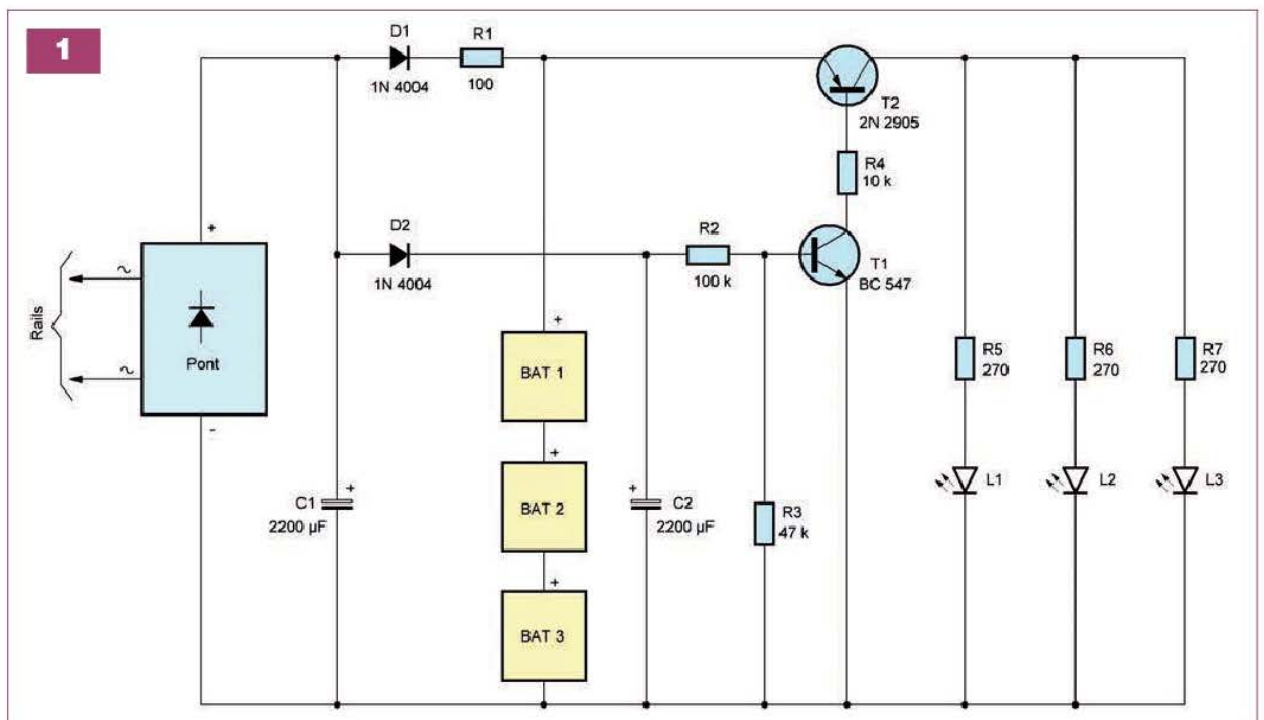 1
D1
1N 4004
R1
100
T2
2N 2905
R4
10 k
D2
1N 4004
R2
100 k
T1
BC 547
+
~
~
Rails
Pont
-
+
BAT 1
+
BAT 2
+
BAT 3
C1
+
2200 µF
+
C2
2200 µF
R3
47 k
R5
270
R6
270
R7
270
L1
L2
L3